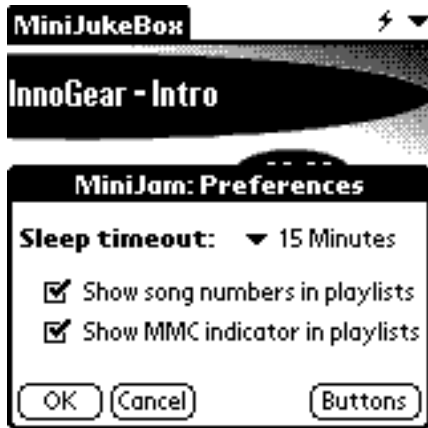 MiniJukeBox
InnoGear - Intro
MiniJam: Preferences
Sleep timeout: 15 Minutes
Show song numbers in playlists
Show MMC indicator in playlists
OK Cancel Buttons